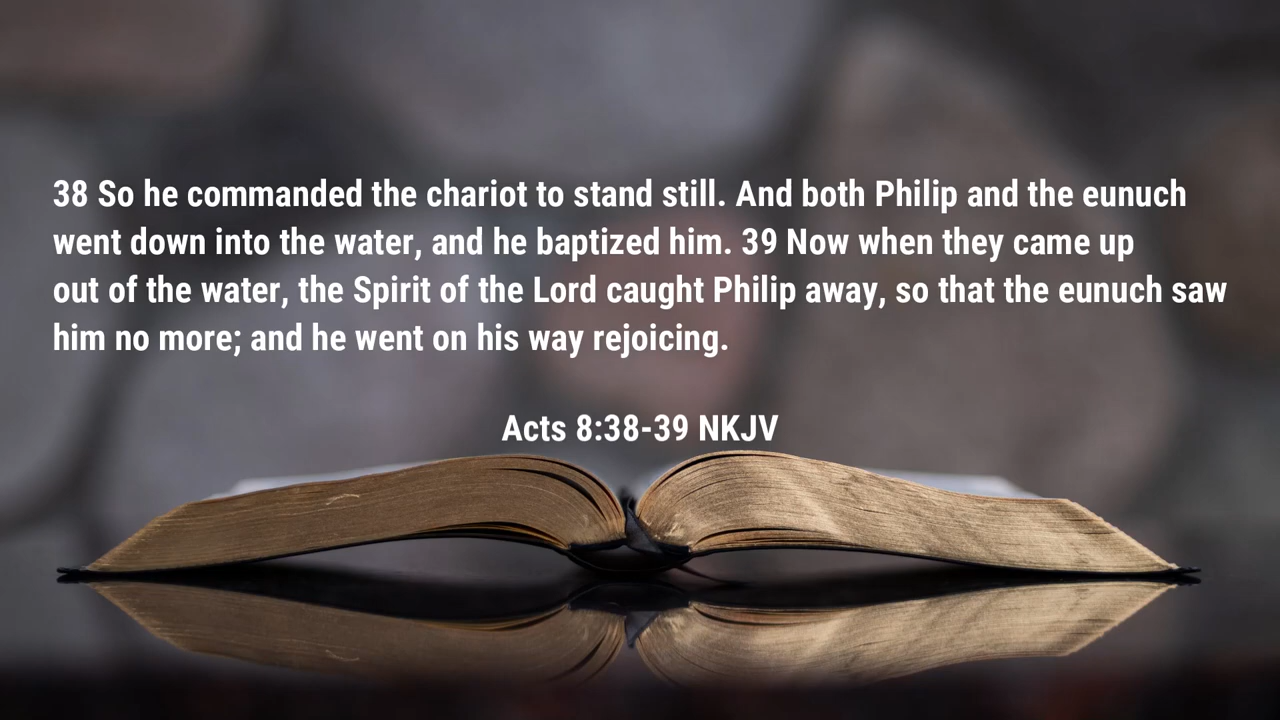 38 So he commanded the chariot to stand still. And both Philip and the eunuch
went down into the water, and he baptized him. 39 Now when they came up
out of the water, the Spirit of the Lord caught Philip away, so that the eunuch saw
him no more; and he went on his way rejoicing.
Acts 8:38-39 NKJV